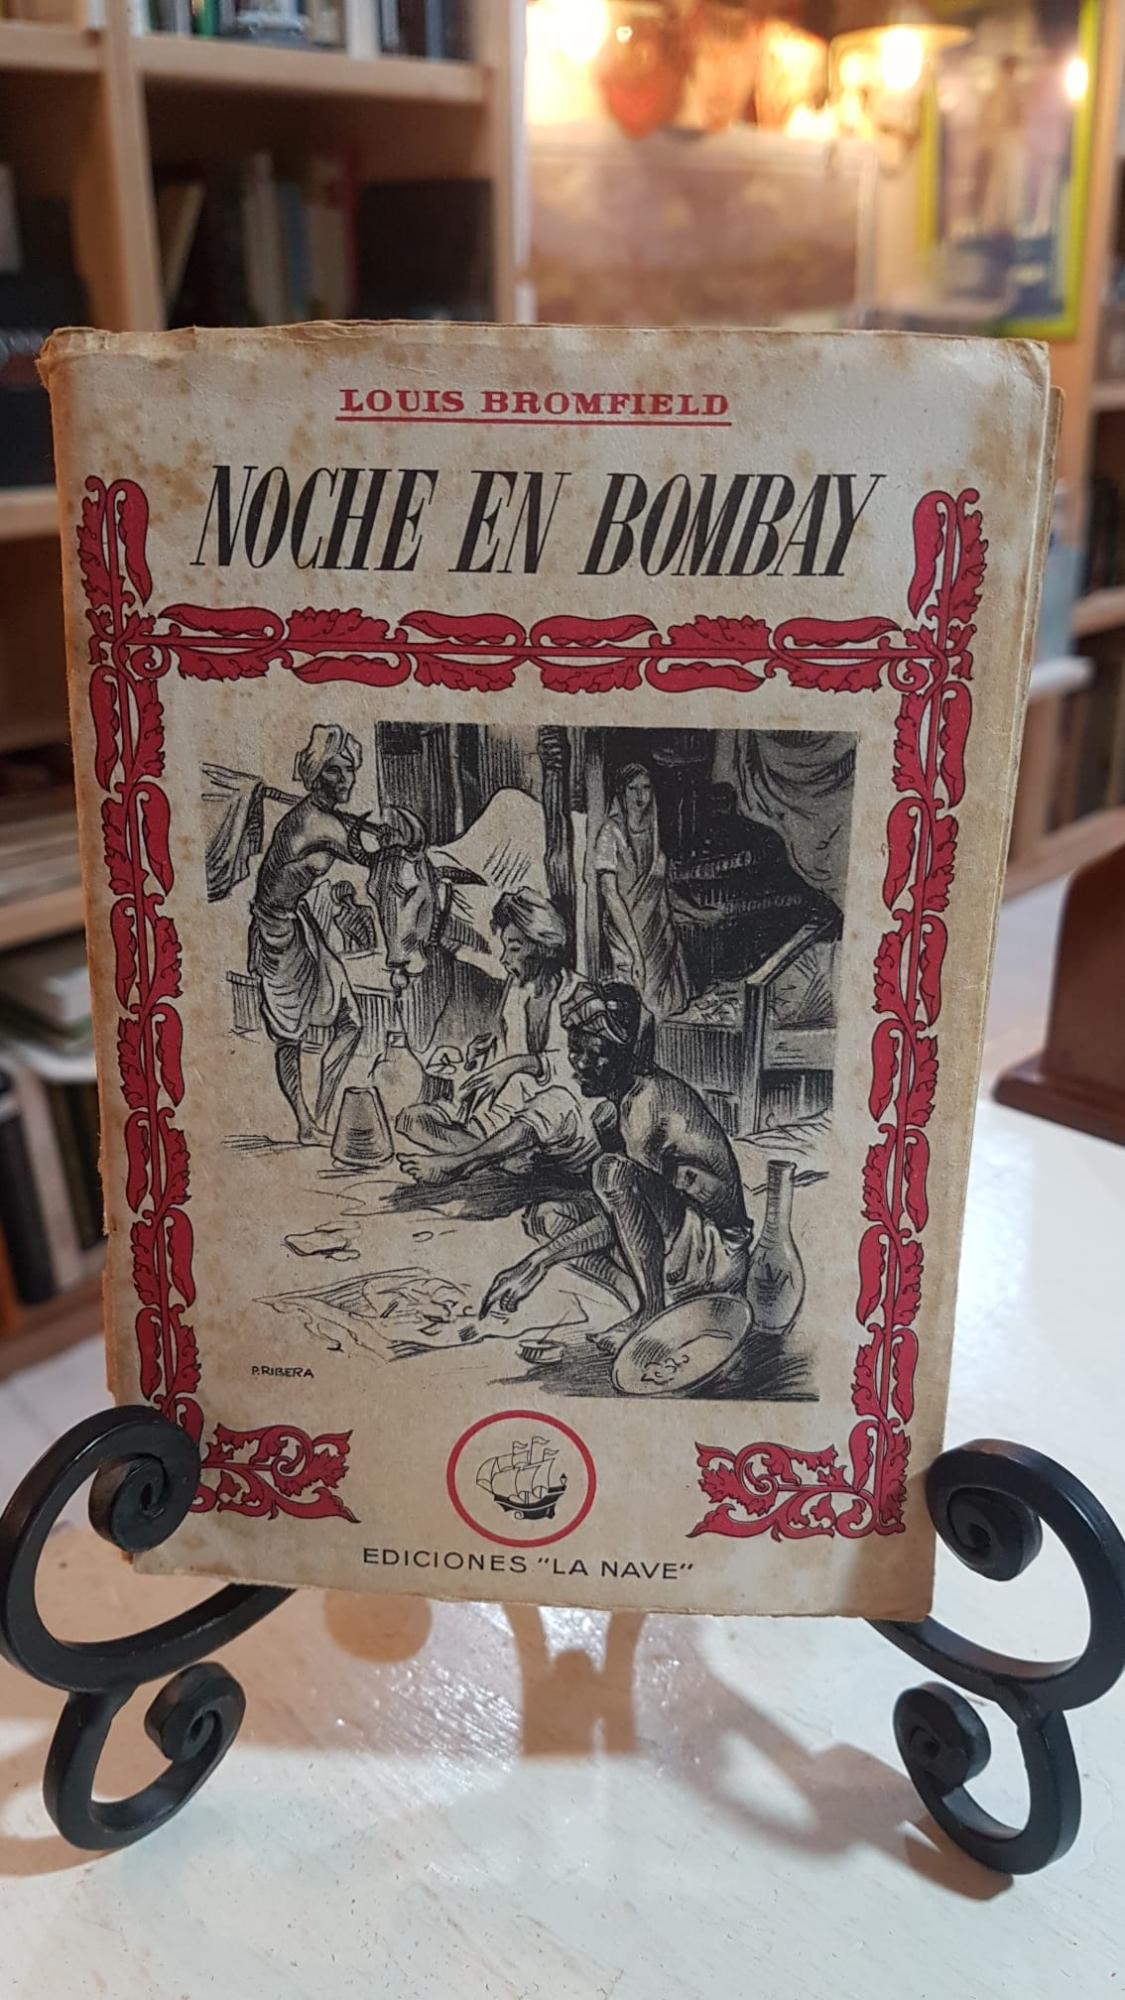 LOUIS BROMFIELD
NOCHE EN BOMBAY
P. RIBERA
EDICIONES "LA NAVE"